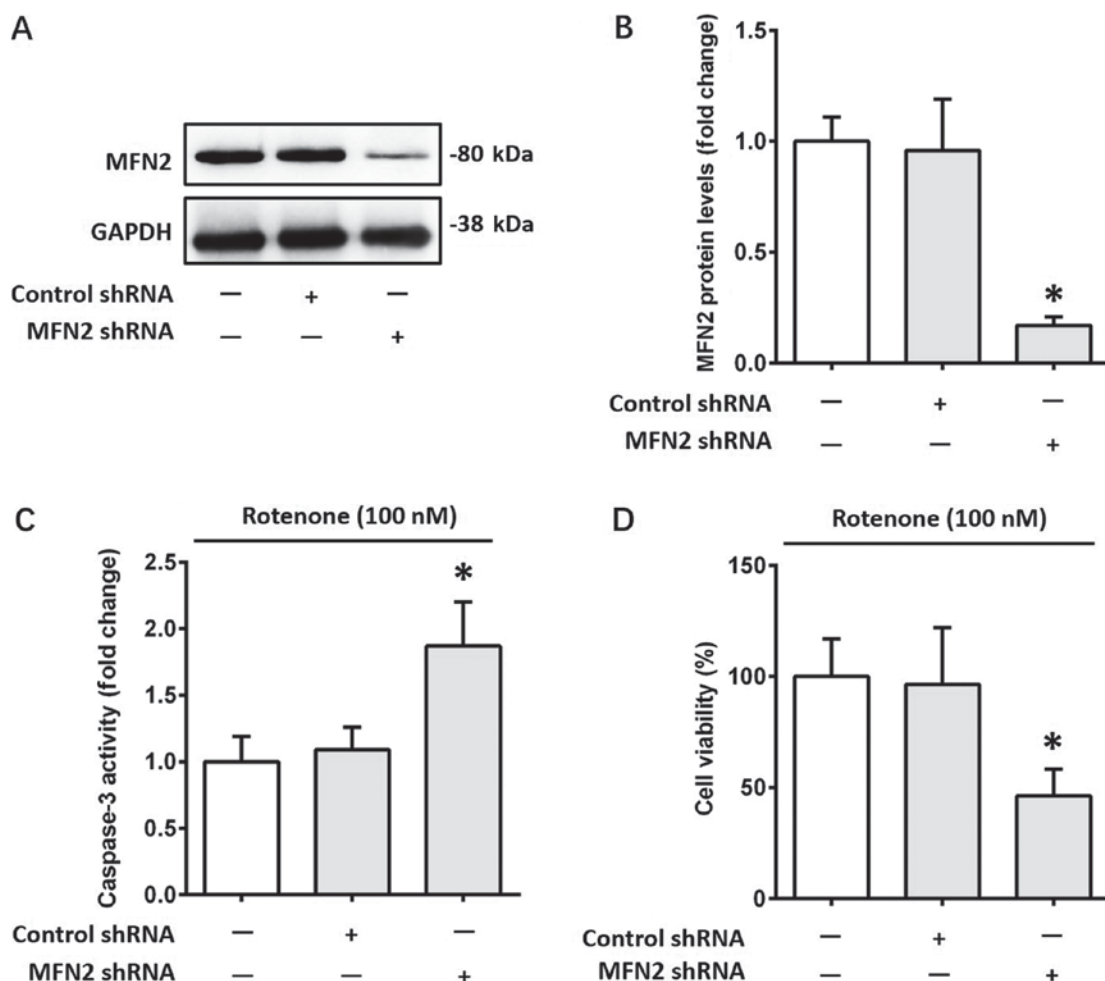 A
MFN2
-80 kDa
GAPDH
-38 kDa
Control shRNA — + —
MFN2 shRNA — — +
B
MFN2 protein levels (fold change)
1.5
1.0
0.5
0.0
*
Control shRNA — + —
MFN2 shRNA — — +
C
Rotenone (100 nM)
Caspase-3 activity (fold change)
2.5
2.0
1.5
1.0
0.5
0.0
*
Control shRNA — + —
MFN2 shRNA — — +
D
Rotenone (100 nM)
Cell viability (%)
150
100
50
0
*
Control shRNA — + —
MFN2 shRNA — — +